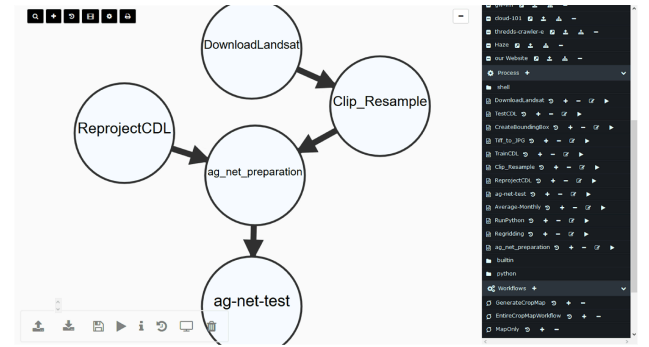 DownloadLandsat
Clip_Resample
ReprojectCDL
ag_net_preparation
ag-net-test
cloud-101
thredds-crawler-e
Haze
our Website
Process
shell
DownloadLandsat
TestCDL
CreateBoundingBox
Tiff_to_JPG
TrainCDL
Clip_Resample
ReprojectCDL
ag-net-test
Average-Monthly
RunPython
Regridding
ag_net_preparation
builtin
python
Workflows
GenerateCropMap
EntireCropMapWorkflow
MapOnly